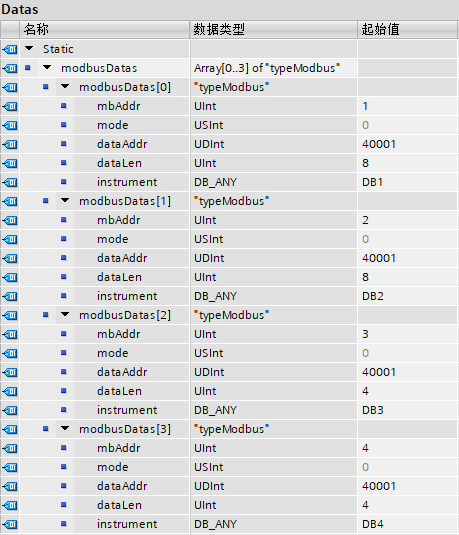 Datas
名称 数据类型 起始值
Static
modbusDatas Array[0..3] of "typeModbus"
modbusDatas[0] "typeModbus"
mbAddr UInt 1
mode USInt 0
dataAddr UDInt 40001
dataLen UInt 8
instrument DB_ANY DB1
modbusDatas[1] "typeModbus"
mbAddr UInt 2
mode USInt 0
dataAddr UDInt 40001
dataLen UInt 8
instrument DB_ANY DB2
modbusDatas[2] "typeModbus"
mbAddr UInt 3
mode USInt 0
dataAddr UDInt 40001
dataLen UInt 4
instrument DB_ANY DB3
modbusDatas[3] "typeModbus"
mbAddr UInt 4
mode USInt 0
dataAddr UDInt 40001
dataLen UInt 4
instrument DB_ANY DB4